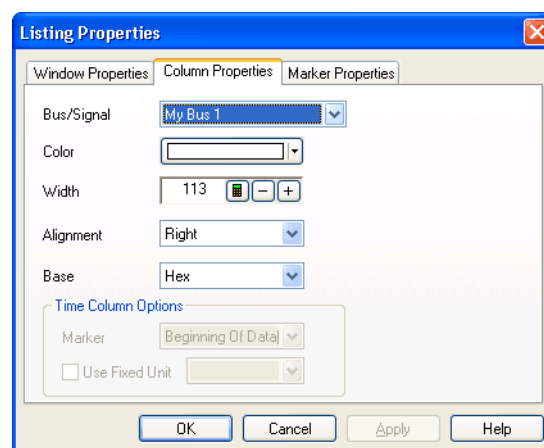 Listing Properties
Window Properties Column Properties Marker Properties
Bus/Signal My Bus 1
Color
Width 113
Alignment Right
Base Hex
Time Column Options
Marker Beginning Of Data
Use Fixed Unit
OK Cancel Apply Help